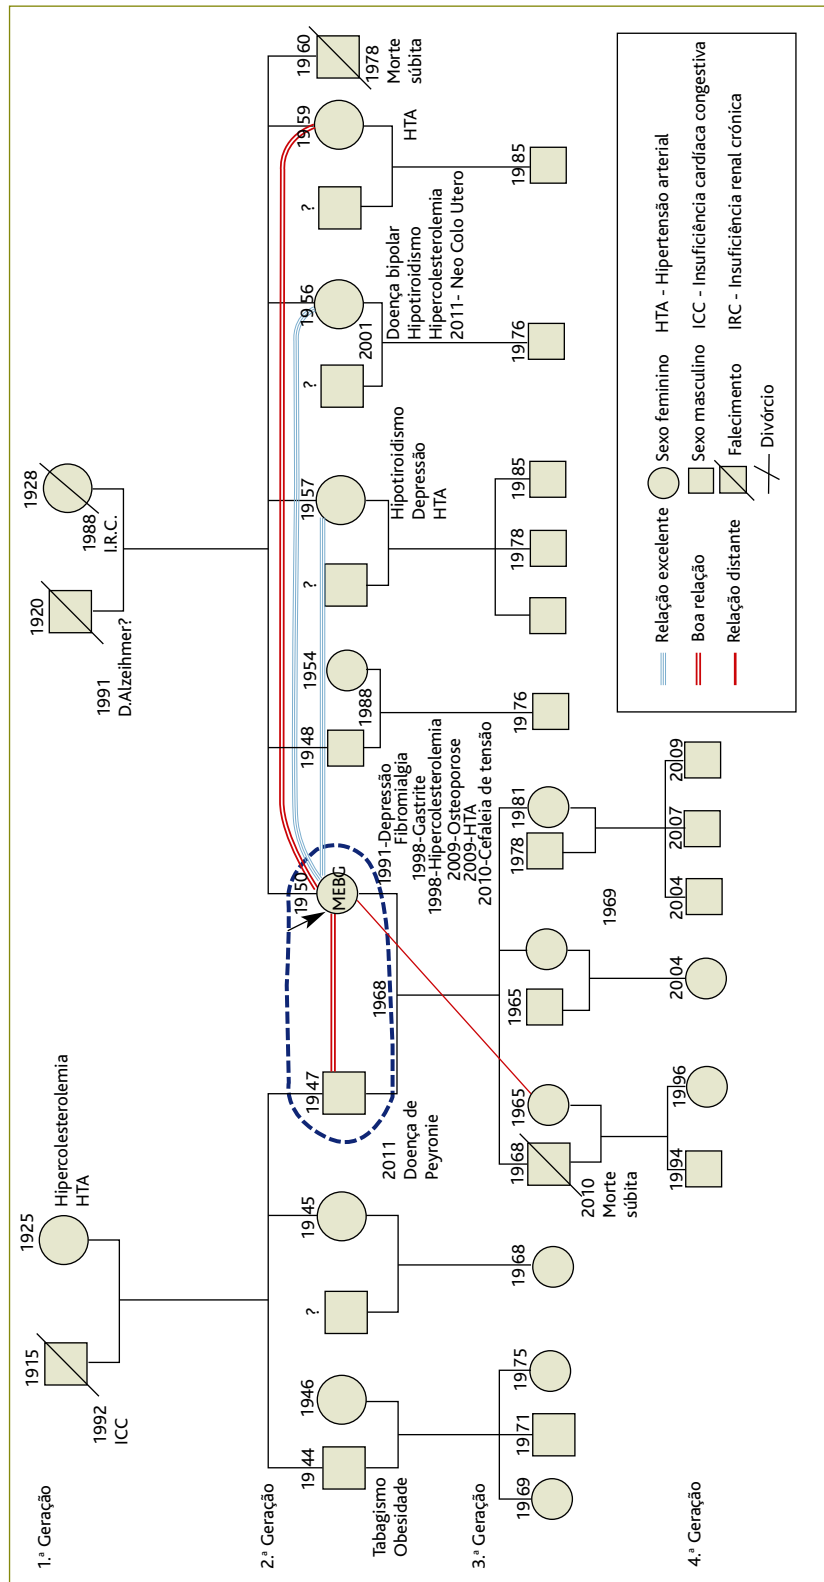 1.ª Geração
1915
1992
ICC
1925
Hipercolesterolemia
HTA
1920
1991
D.Alzeihmer?
1928
1988
I.R.C.
2.ª Geração
1944
Tabagismo
Obesidade
1946
?
1945
1947
2011
Doença de
Peyronie
1968
1950
MEBG
1991-Depressão
Fibromialgia
1998-Gastrite
1998-Hipercolesterolemia
2009-Osteoporose
2009-HTA
2010-Cefaleia de tensão
1948
1988
1954
?
1957
Hipotiroidismo
Depressão
HTA
?
2001
1956
Doença bipolar
Hipotiroidismo
Hipercolesterolemia
2011- Neo Colo Utero
?
1959
HTA
1960
1978
Morte
súbita
3.ª Geração
1969
1971
1975
1968
1968
2010
Morte
súbita
1965
1965
1969
1978
1981
1976
1978
1985
1976
1985
4.ª Geração
1994
1996
2004
2004
2007
2009
Relação excelente
Boa relação
Relação distante
Sexo feminino
Sexo masculino
Falecimento
Divórcio
HTA - Hipertensão arterial
ICC - Insuficiência cardíaca congestiva
IRC - Insuficiência renal crónica